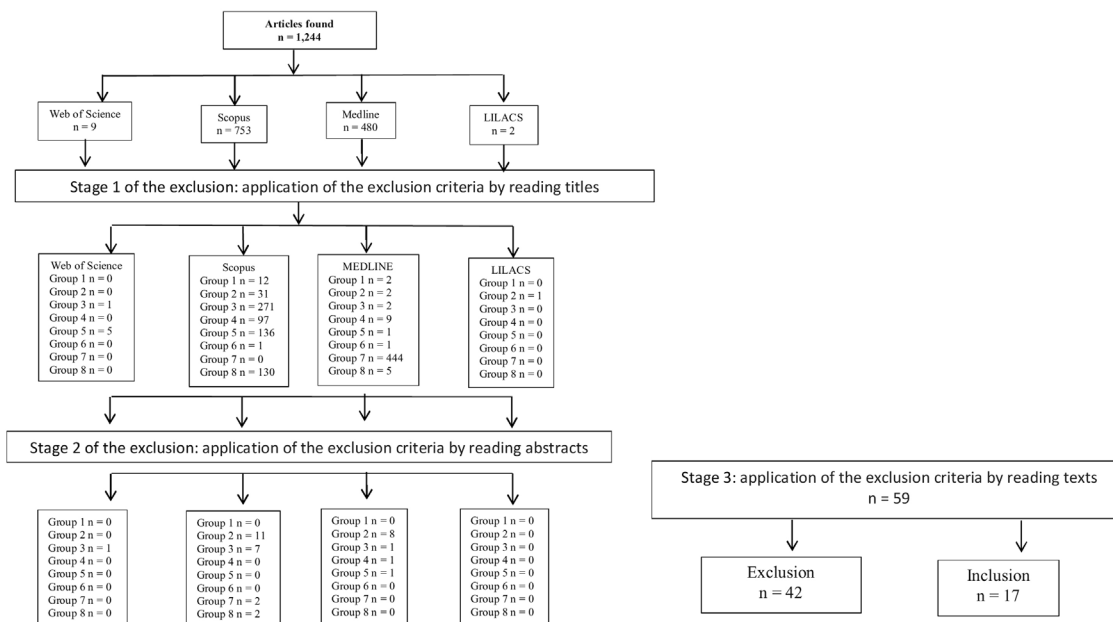 Articles found
n = 1,244
Web of Science
n = 9
Scopus
n = 753
Medline
n = 480
LILACS
n = 2
Stage 1 of the exclusion: application of the exclusion criteria by reading titles
Web of Science
Group 1 n = 0
Group 2 n = 0
Group 3 n = 1
Group 4 n = 0
Group 5 n = 5
Group 6 n = 0
Group 7 n = 0
Group 8 n = 0
Scopus
Group 1 n = 12
Group 2 n = 31
Group 3 n = 271
Group 4 n = 97
Group 5 n = 136
Group 6 n = 1
Group 7 n = 0
Group 8 n = 130
MEDLINE
Group 1 n = 2
Group 2 n = 2
Group 3 n = 2
Group 4 n = 9
Group 5 n = 1
Group 6 n = 1
Group 7 n = 444
Group 8 n = 5
LILACS
Group 1 n = 0
Group 2 n = 1
Group 3 n = 0
Group 4 n = 0
Group 5 n = 0
Group 6 n = 0
Group 7 n = 0
Group 8 n = 0
Stage 2 of the exclusion: application of the exclusion criteria by reading abstracts
Group 1 n = 0
Group 2 n = 0
Group 3 n = 1
Group 4 n = 0
Group 5 n = 0
Group 6 n = 0
Group 7 n = 0
Group 8 n = 0
Group 1 n = 0
Group 2 n = 11
Group 3 n = 7
Group 4 n = 0
Group 5 n = 0
Group 6 n = 0
Group 7 n = 2
Group 8 n = 2
Group 1 n = 0
Group 2 n = 8
Group 3 n = 1
Group 4 n = 1
Group 5 n = 1
Group 6 n = 0
Group 7 n = 0
Group 8 n = 0
Group 1 n = 0
Group 2 n = 0
Group 3 n = 0
Group 4 n = 0
Group 5 n = 0
Group 6 n = 0
Group 7 n = 0
Group 8 n = 0
Stage 3: application of the exclusion criteria by reading texts
n = 59
Exclusion
n = 42
Inclusion
n = 17